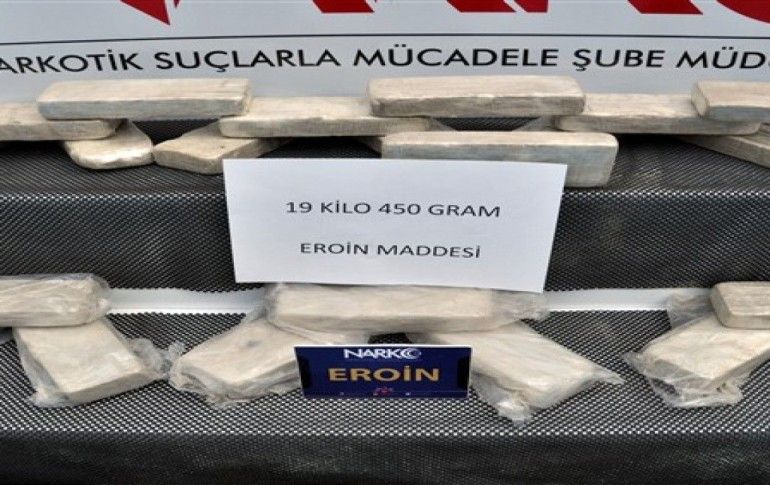 ARKOTİK SUÇLARLA MÜCADELE ŞUBE MÜD
19 KİLO 450 GRAM
EROİN MADDESİ
NARKO
EROİN